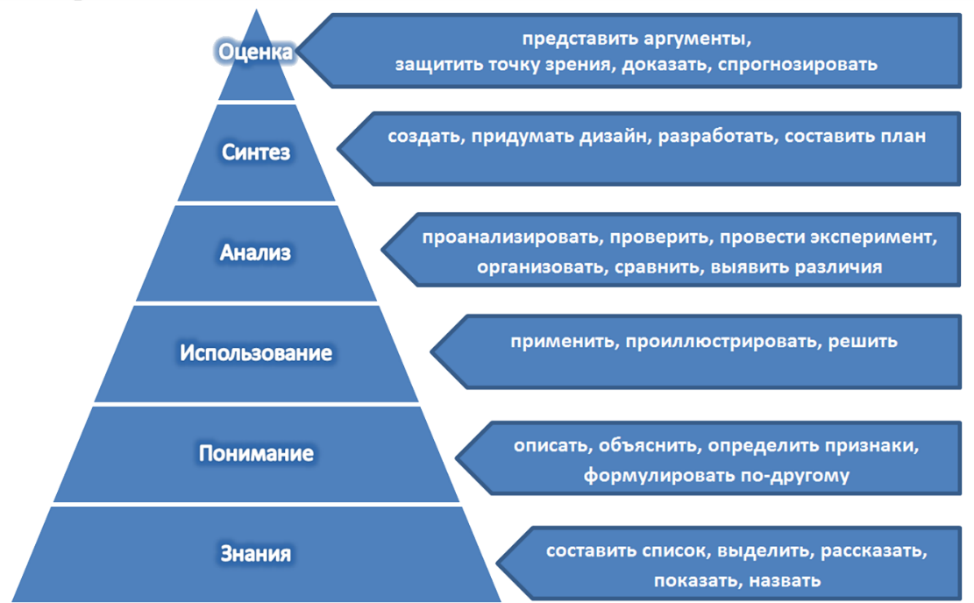 Оценка
представить аргументы,
защитить точку зрения, доказать, спрогнозировать
Синтез
создать, придумать дизайн, разработать, составить план
Анализ
проанализировать, проверить, провести эксперимент,
организовать, сравнить, выявить различия
Использование
применить, проиллюстрировать, решить
Понимание
описать, объяснить, определить признаки,
формулировать по-другому
Знания
составить список, выделить, рассказать,
показать, назвать